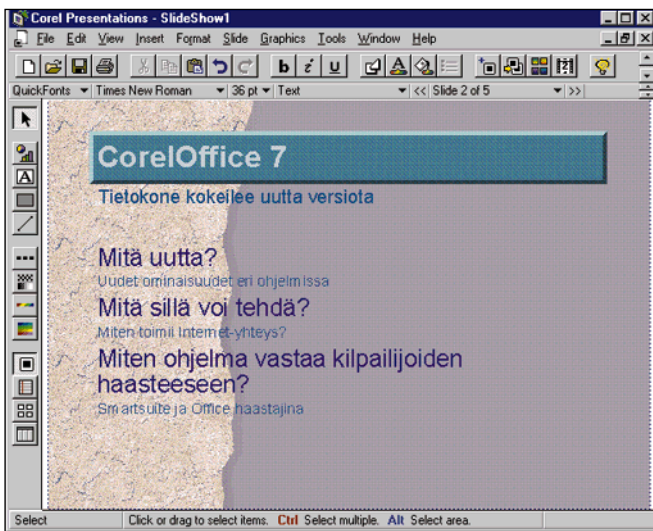 Corel Presentations - SlideShow1
File Edit View Insert Format Slide Graphics Tools Window Help
b i u
QuickFonts Times New Roman 36 pt Text << Slide 2 of 5 >>
CorelOffice 7
Tietokone kokeilee uutta versiota
Mitä uutta?
Uudet ominaisuudet eri ohjelmissa
Mitä sillä voi tehdä?
Miten toimii Internet-yhteys?
Miten ohjelma vastaa kilpailijoiden
haasteeseen?
Smartsuite ja Office haastajina
Select Click or drag to select items. Ctrl Select multiple. Alt Select area.